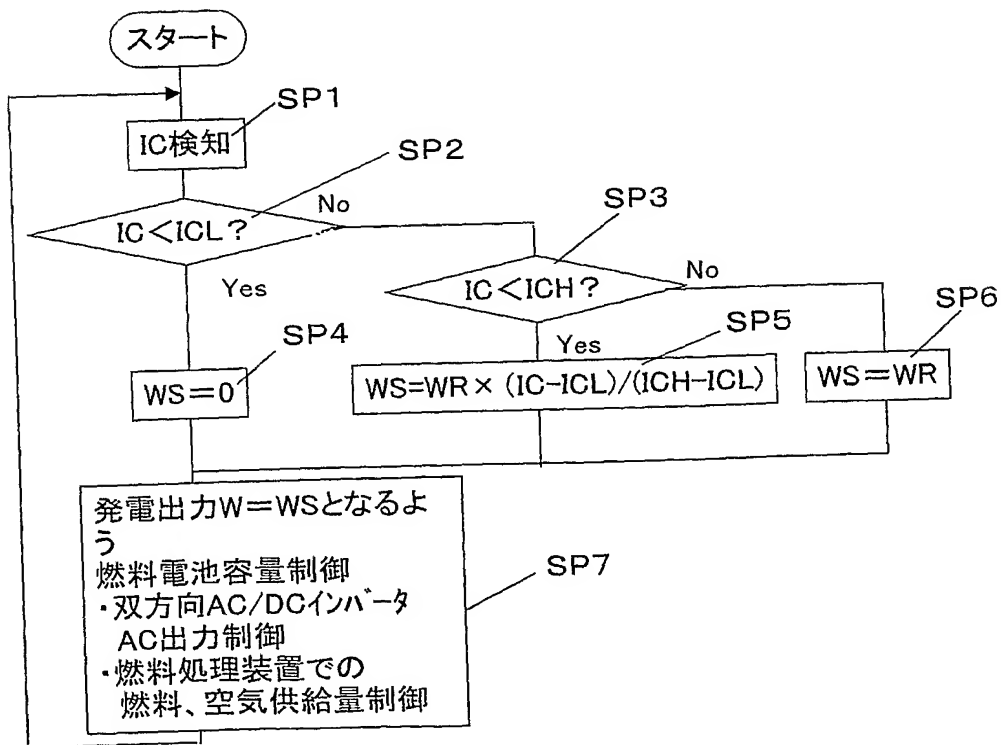 スタート
SP1
IC検知
SP2
IC<ICL?
No
Yes
SP3
IC<ICH?
No
Yes
SP4
WS=0
SP5
WS=WR×(IC-ICL)/(ICH-ICL)
SP6
WS=WR
発電出力W=WSとなるよ
う
燃料電池容量制御
・双方向AC/DCインバータ
AC出力制御
・燃料処理装置での
燃料、空気供給量制御
SP7